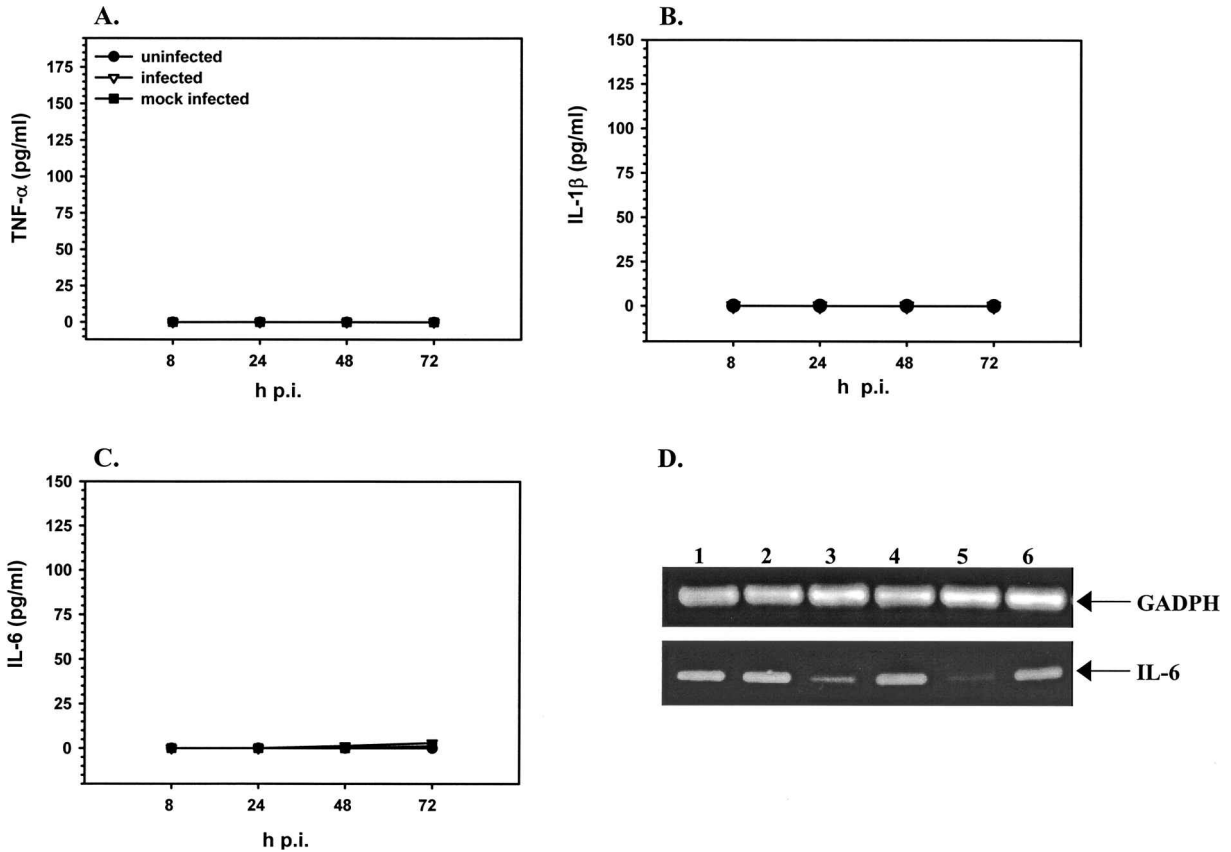 A.
TNF-α (pg/ml)
175
150
125
100
75
50
25
0
uninfected
infected
mock infected
8 24 48 72
h p.i.
B.
IL-1β (pg/ml)
150
125
100
75
50
25
0
8 24 48 72
h p.i.
C.
IL-6 (pg/ml)
150
125
100
75
50
25
0
8 24 48 72
h p.i.
D.
1 2 3 4 5 6
GADPH
IL-6